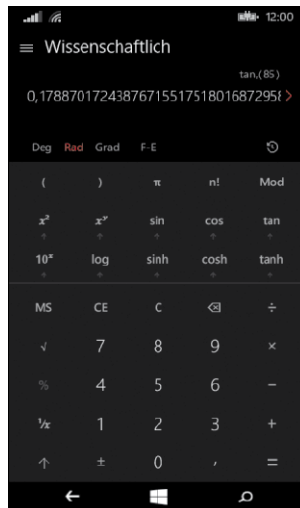 12:00
Wissenschaftlich
tan,(85)
0,17887017243876715517518016872958
Deg Rad Grad F-E
( ) π n! Mod
x² xʸ sin cos tan
10ˣ log sinh cosh tanh
MS CE C ÷
√ 7 8 9 ×
% 4 5 6 −
¹/x 1 2 3 +
↑ ± 0 , =